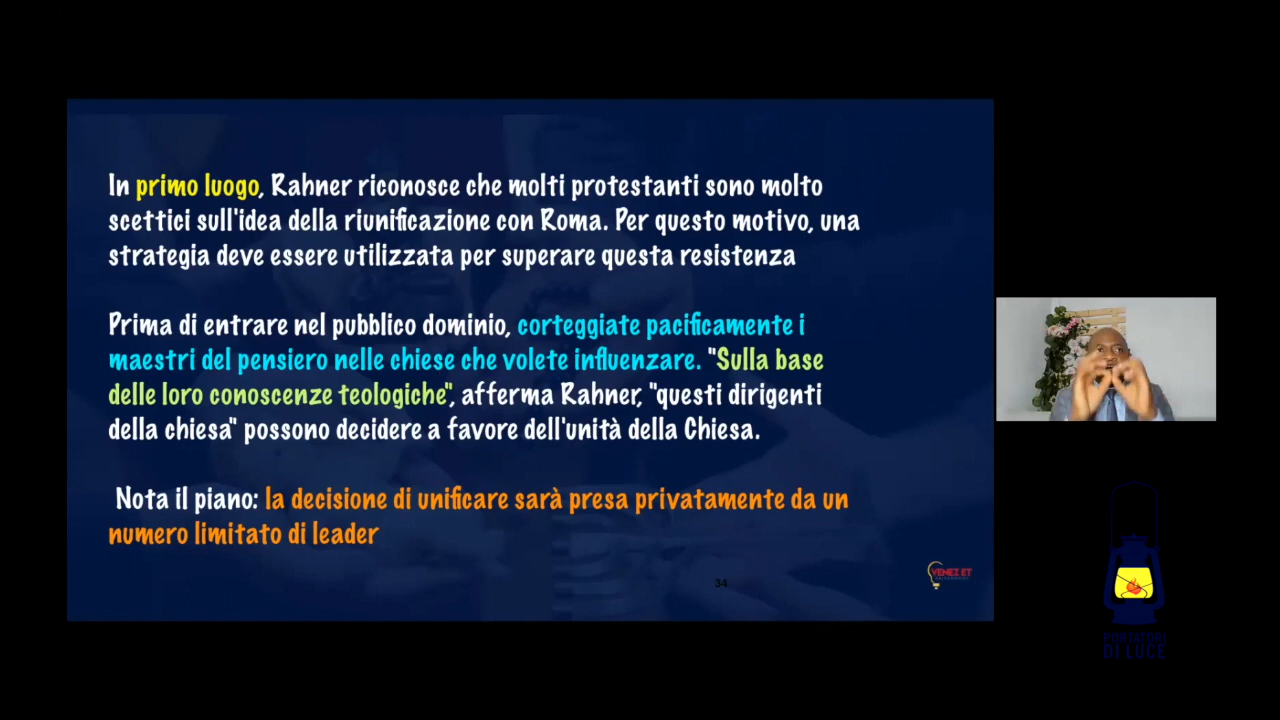 In primo luogo, Rahner riconosce che molti protestanti sono molto
scettici sull'idea della riunificazione con Roma. Per questo motivo, una
strategia deve essere utilizzata per superare questa resistenza
Prima di entrare nel pubblico dominio, corteggiate pacificamente i
maestri del pensiero nelle chiese che volete influenzare. "Sulla base
delle loro conoscenze teologiche", afferma Rahner, "questi dirigenti
della chiesa" possono decidere a favore dell'unità della Chiesa.
Nota il piano: la decisione di unificare sarà presa privatamente da un
numero limitato di leader
34
VENEZ ET
PORTATORI
DI LUCE